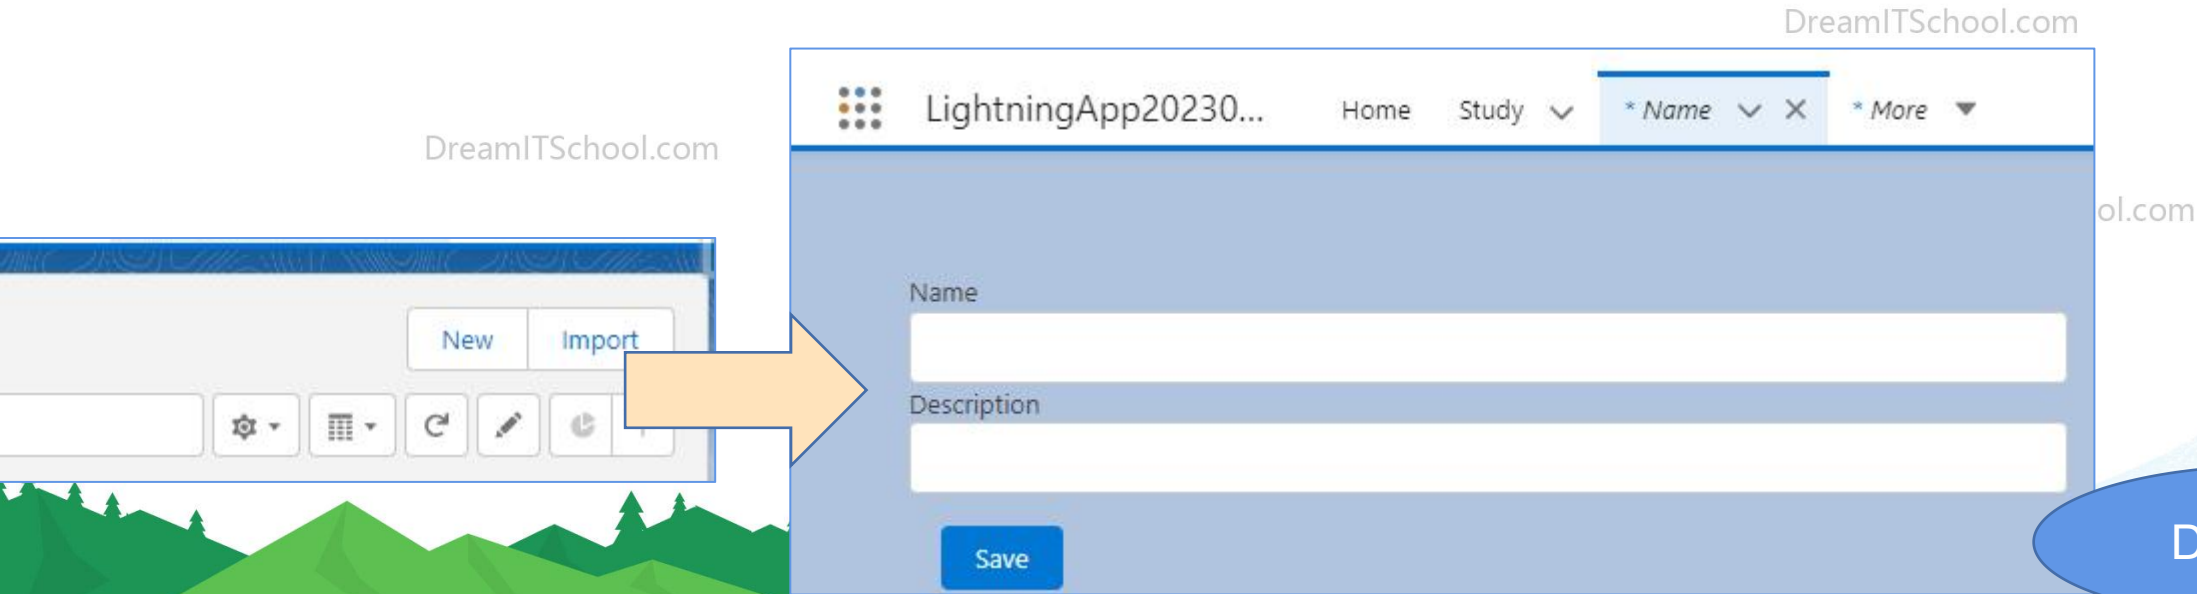 DreamITSchool.com
LightningApp20230... Home Study * Name * More
DreamITSchool.com
ol.com
Name
New Import
Description
Save
D